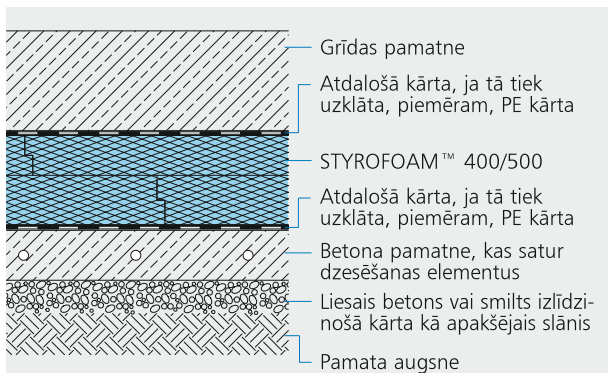 Grīdas pamatne
Atdalošā kārta, ja tā tiek
uzklāta, piemēram, PE kārta
STYROFOAM™ 400/500
Atdalošā kārta, ja tā tiek
uzklāta, piemēram, PE kārta
Betona pamatne, kas satur
dzesēšanas elementus
Liesais betons vai smilts izlīdzi-
nošā kārta kā apakšējais slānis
Pamata augsne